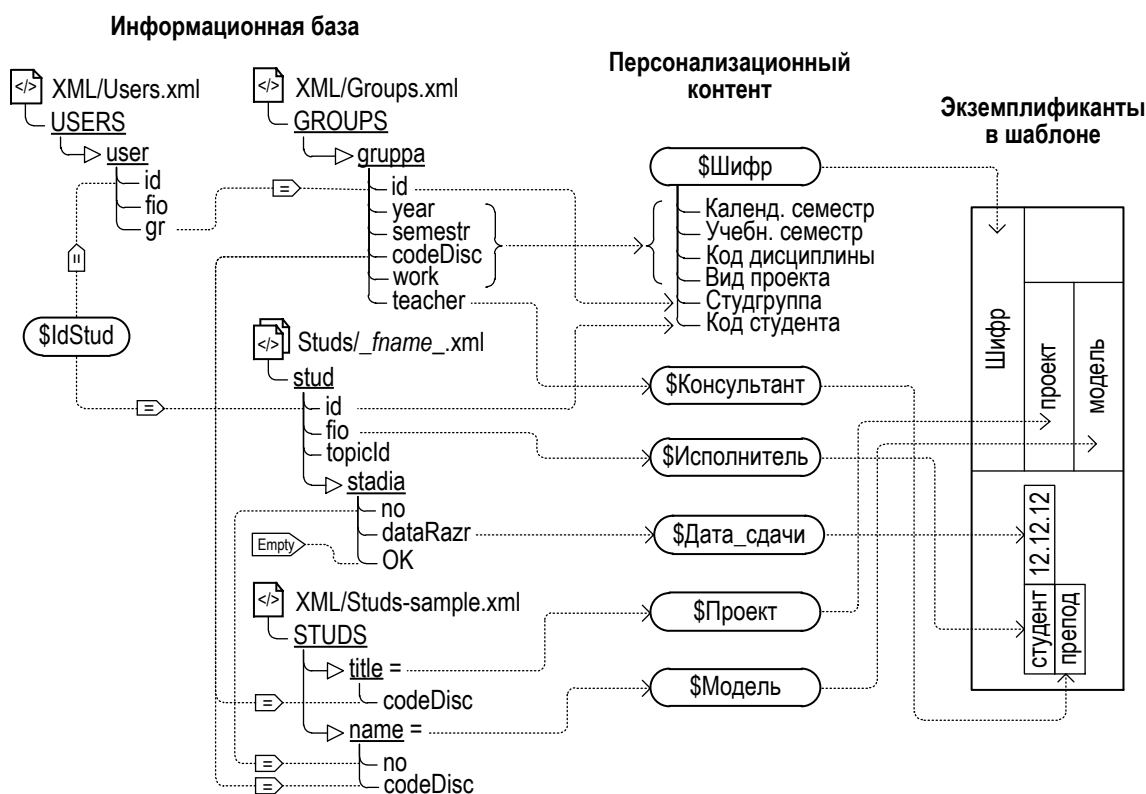 Информационная база
XML/Users.xml
USERS
user
id
fio
gr
$IdStud
=
=
=
XML/Groups.xml
GROUPS
gruppa
id
year
semestr
codeDisc
work
teacher
Studs/_fname_.xml
stud
id
fio
topicId
stadia
no
dataRazr
OK
Empty
XML/Studs-sample.xml
STUDS
title =
codeDisc
=
name =
no
=
codeDisc
=
Персонализационный
контент
$Шифр
Календ. семестр
Учебн. семестр
Код дисциплины
Вид проекта
Студгруппа
Код студента
$Консультант
$Исполнитель
$Дата_сдачи
$Проект
$Модель
Экземплификанты
в шаблоне
Шифр
проект
модель
12.12.12
студент
препод